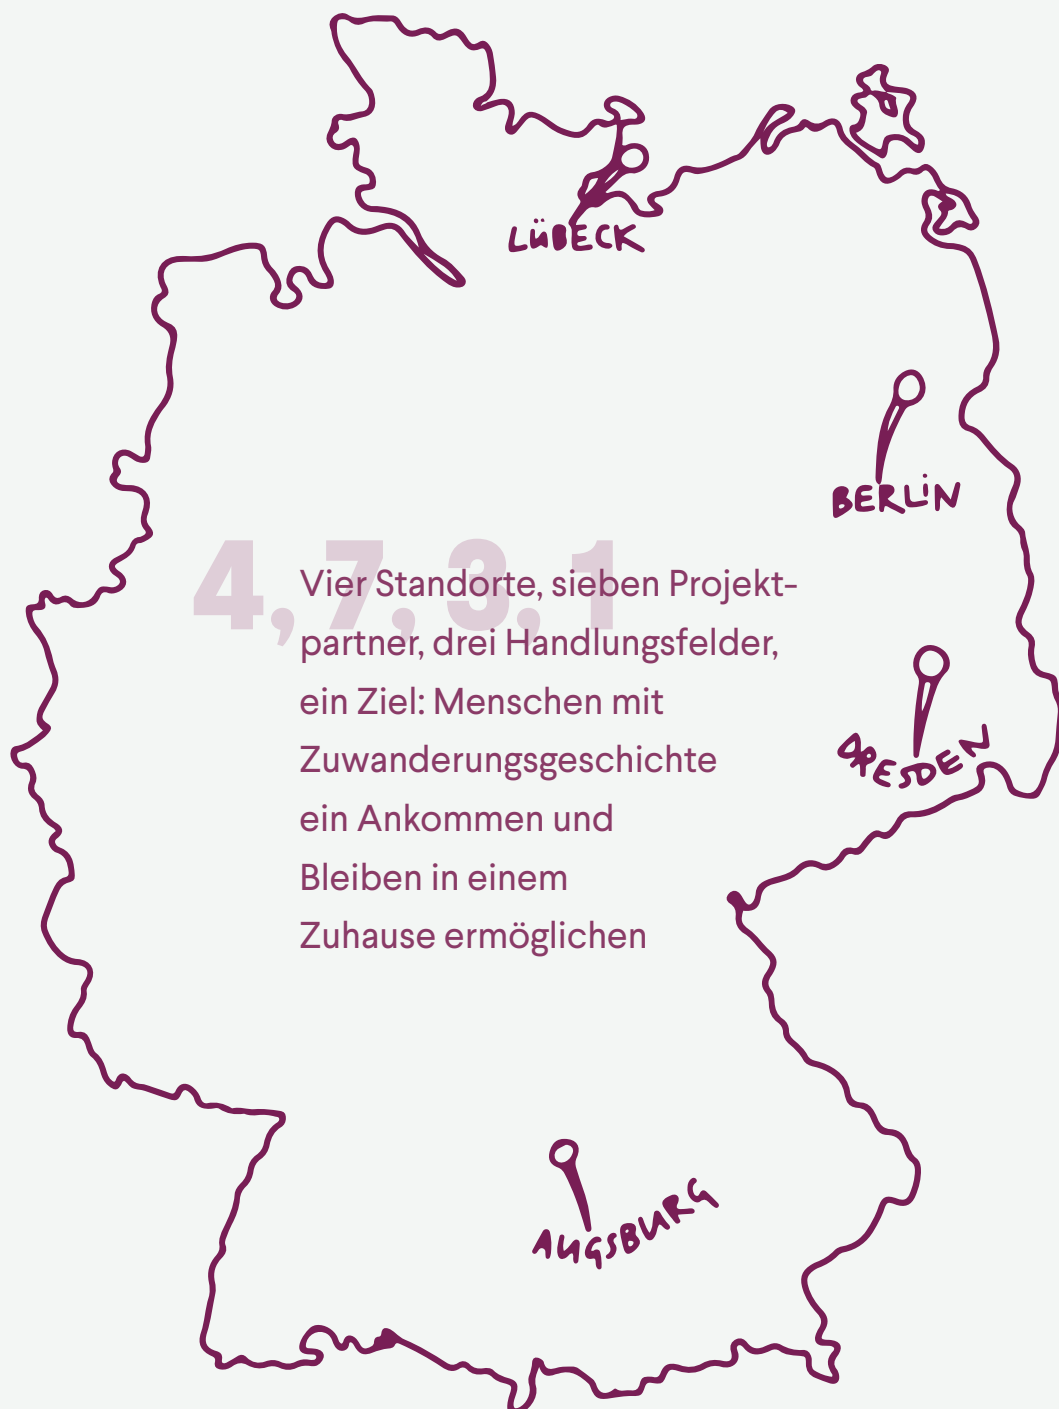 LÜBECK
BERLIN
4, 7, 3, 1
Vier Standorte, sieben Projekt-
partner, drei Handlungsfelder,
ein Ziel: Menschen mit
Zuwanderungsgeschichte
ein Ankommen und
Bleiben in einem
Zuhause ermöglichen
DRESDEN
AUGSBURG